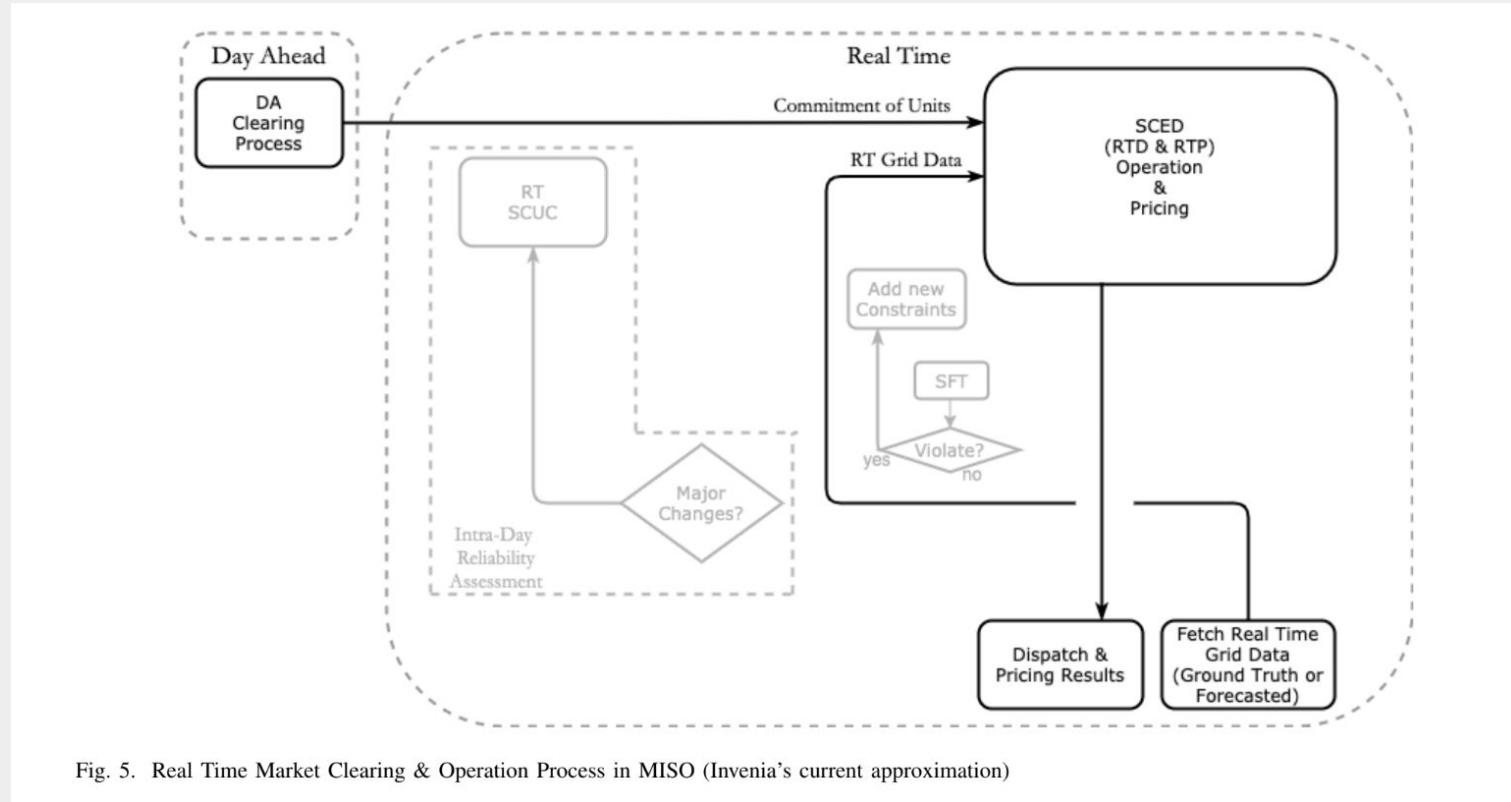 Day Ahead
DA
Clearing
Process
Real Time
Commitment of Units
RT Grid Data
SCED
(RTD & RTP)
Operation
&
Pricing
RT
SCUC
Add new
Constraints
SFT
Violate?
yes
no
Major
Changes?
Intra-Day
Reliability
Assessment
Dispatch &
Pricing Results
Fetch Real Time
Grid Data
(Ground Truth or
Forecasted)
Fig. 5. Real Time Market Clearing & Operation Process in MISO (Invenia's current approximation)